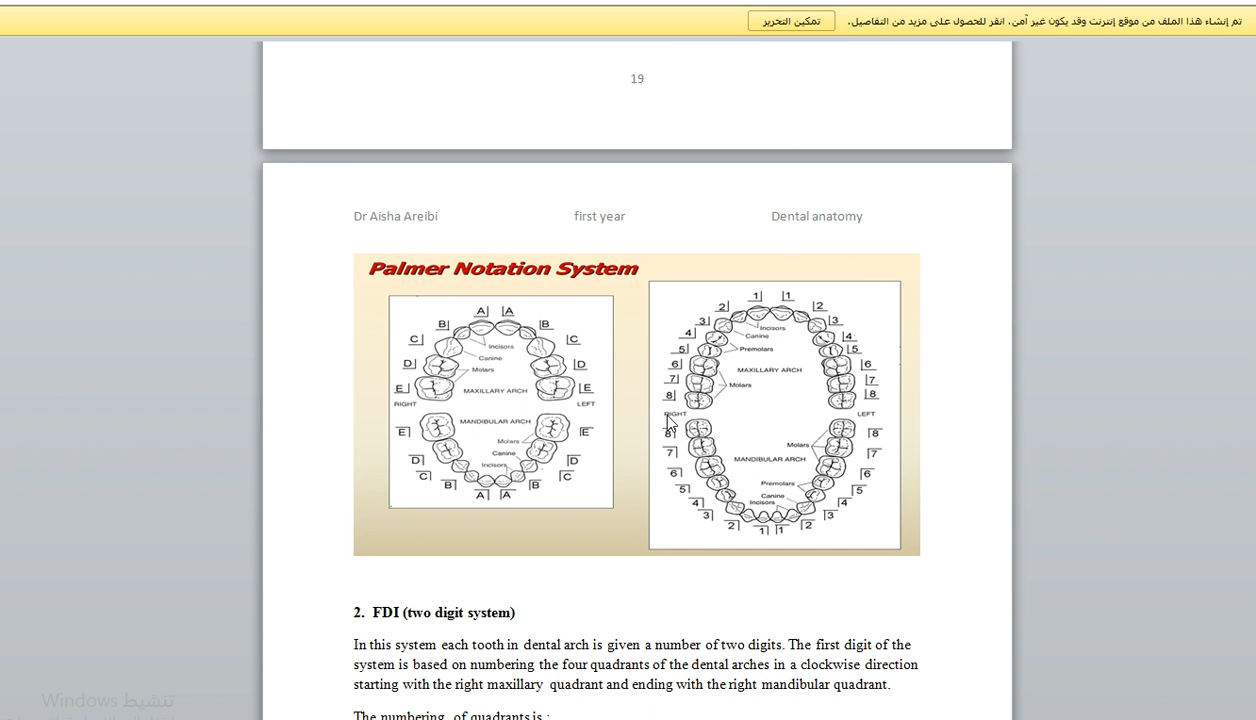 تم إنشاء هذا الملف من موقع إنترنت وقد يكون غير آمن. انقر للحصول على مزيد من التفاصيل.
تمكين التحرير
19
Dr Aisha Areibi first year Dental anatomy
Palmer Notation System
A| |A
B| |B
C| |C
D| |D
E| |E
Incisors
Canine
Molars
MAXILLARY ARCH
RIGHT LEFT
MANDIBULAR ARCH
E| |E
Molars
D| |D
Canine
C| |C
Incisors
B| |B
A| |A
1| |1
2| |2
3| |3
4| |4
5| |5
6| |6
7| |7
8| |8
Incisors
Canine
Premolars
MAXILLARY ARCH
Molars
RIGHT LEFT
8| |8
Molars
7| |7
MANDIBULAR ARCH
6| |6
Premolars
5| |5
Canine
4| |4
Incisors
3| |3
2| |2
1| |1
2. FDI (two digit system)
In this system each tooth in dental arch is given a number of two digits. The first digit of the
system is based on numbering the four quadrants of the dental arches in a clockwise direction
starting with the right maxillary quadrant and ending with the right mandibular quadrant.
The numbering of quadrants is :
تنشيط Windows